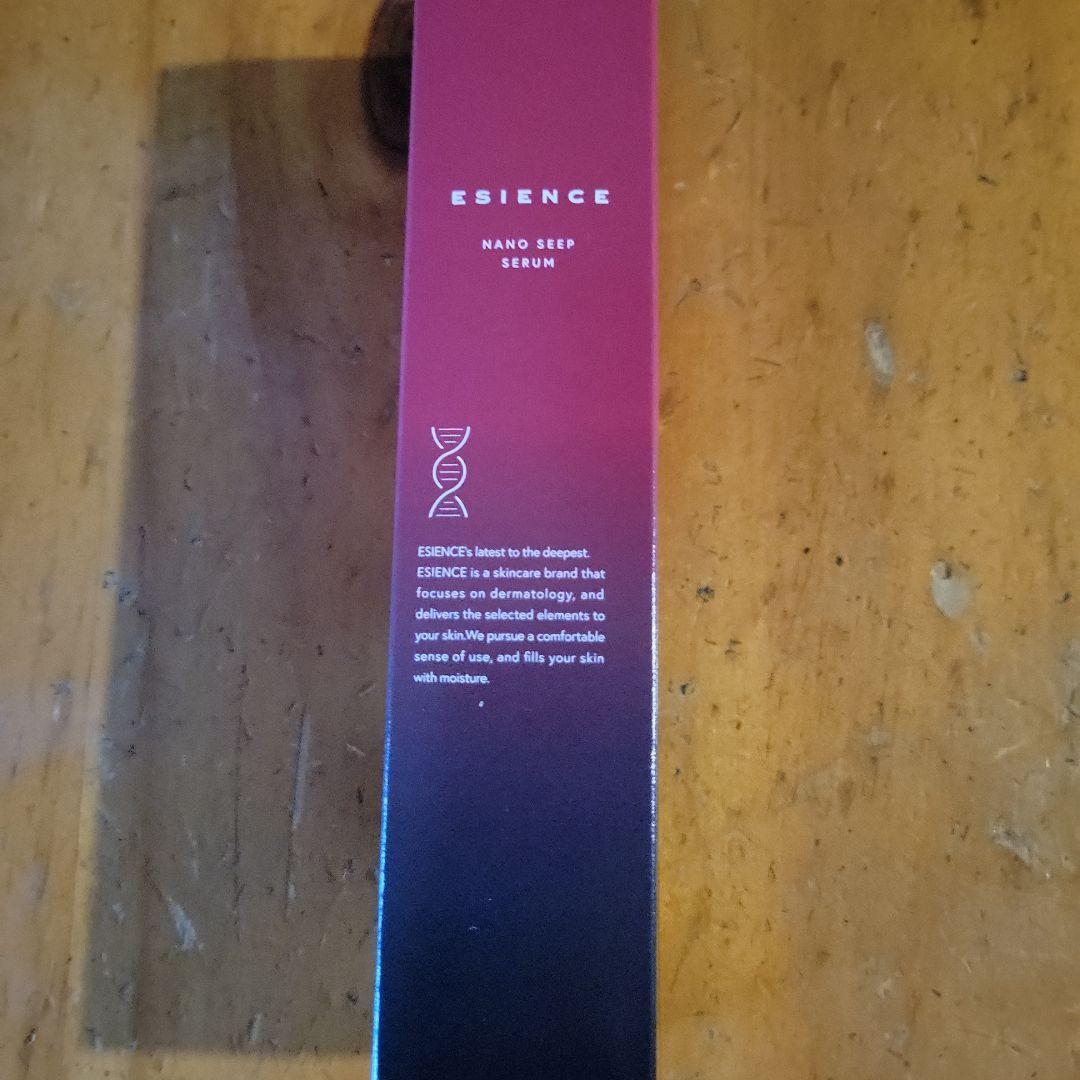 ESIENCE
NANO SEEP
SERUM
ESIENCE's latest to the deepest.
ESIENCE is a skincare brand that
focuses on dermatology, and
delivers the selected elements to
your skin.We pursue a comfortable
sense of use, and fills your skin
with moisture.